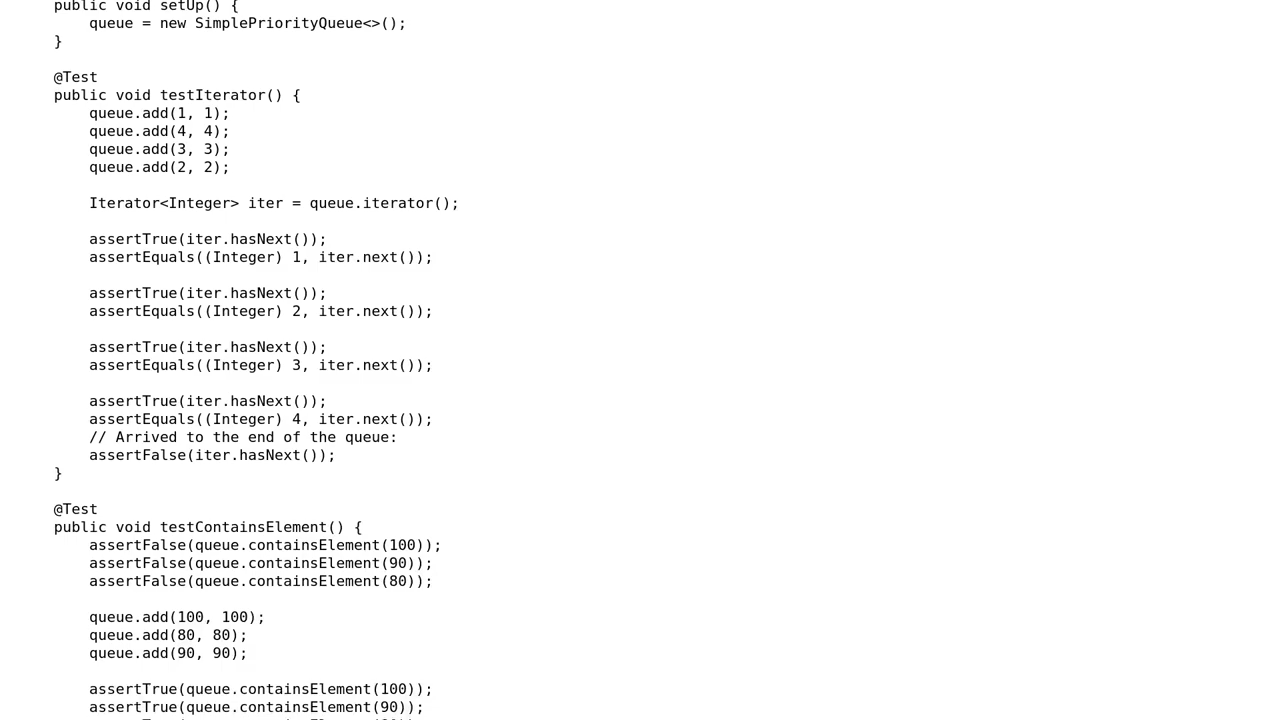 public void setUp() {
queue = new SimplePriorityQueue<>();
}
@Test
public void testIterator() {
queue.add(1, 1);
queue.add(4, 4);
queue.add(3, 3);
queue.add(2, 2);
Iterator<Integer> iter = queue.iterator();
assertTrue(iter.hasNext());
assertEquals((Integer) 1, iter.next());
assertTrue(iter.hasNext());
assertEquals((Integer) 2, iter.next());
assertTrue(iter.hasNext());
assertEquals((Integer) 3, iter.next());
assertTrue(iter.hasNext());
assertEquals((Integer) 4, iter.next());
// Arrived to the end of the queue:
assertFalse(iter.hasNext());
}
@Test
public void testContainsElement() {
assertFalse(queue.containsElement(100));
assertFalse(queue.containsElement(90));
assertFalse(queue.containsElement(80));
queue.add(100, 100);
queue.add(80, 80);
queue.add(90, 90);
assertTrue(queue.containsElement(100));
assertTrue(queue.containsElement(90));